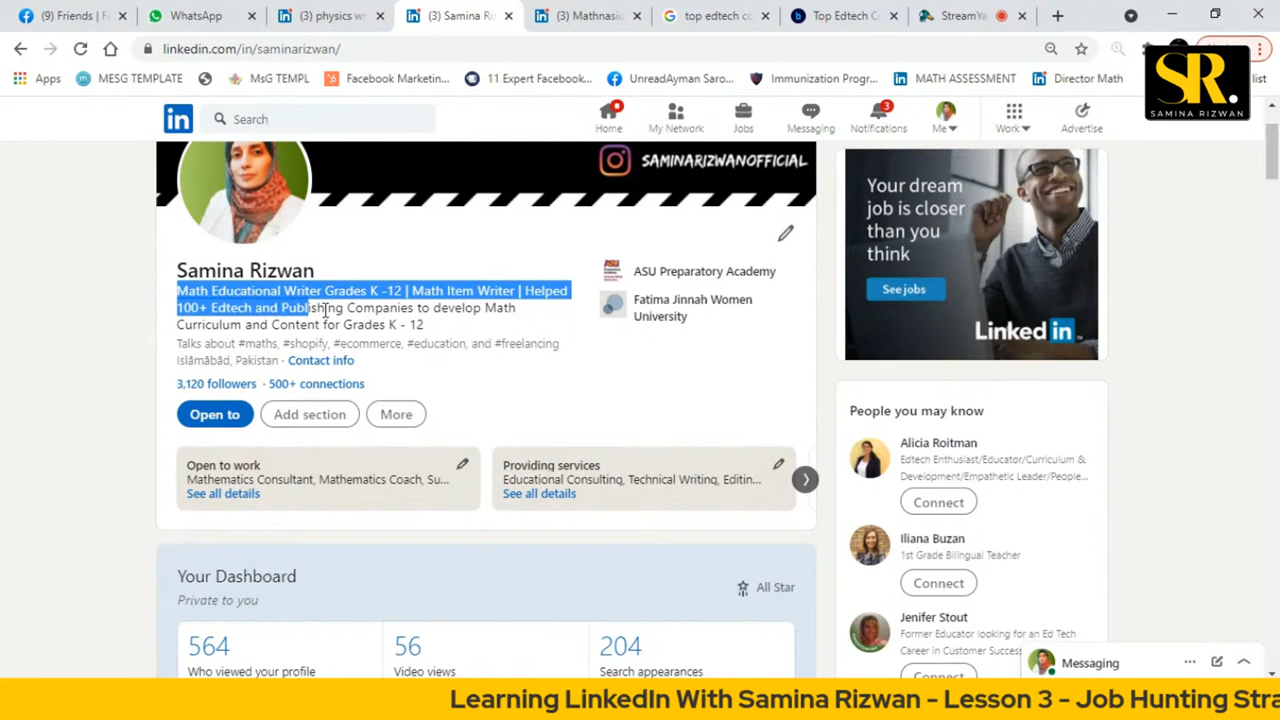 (9) Friends | F
WhatsApp
(3) physics w
(3) Samina Riz
(3) Mathnasiu
top edtech co
Top Edtech C
StreamYa
linkedin.com/in/saminarizwan/
Apps
MESG TEMPLATE
MsG TEMPL
Facebook Marketin...
11 Expert Facebook...
UnreadAyman Saro...
Immunization Progr...
MATH ASSESSMENT
Director Math
list
SR.
SAMINA RIZWAN
in
Search
Home
My Network
Jobs
Messaging
3
Notifications
Me
Work
Advertise
SAMINARIZWANOFFICIAL
Samina Rizwan
Math Educational Writer Grades K -12 | Math Item Writer | Helped
100+ Edtech and Publishing Companies to develop Math
Curriculum and Content for Grades K - 12
Talks about #maths, #shopify, #ecommerce, #education, and #freelancing
Islāmābād, Pakistan · Contact info
3,120 followers · 500+ connections
Open to
Add section
More
ASU Preparatory Academy
Fatima Jinnah Women
University
Open to work
Mathematics Consultant, Mathematics Coach, Su...
See all details
Providing services
Educational Consulting, Technical Writing, Editin...
See all details
Your Dashboard
Private to you
All Star
564
Who viewed your profile
56
Video views
204
Search appearances
Your dream
job is closer
than you
think
See jobs
Linked in
People you may know
Alicia Roitman
Edtech Enthusiast/Educator/Curriculum &
Development/Empathetic Leader/People...
Connect
Iliana Buzan
1st Grade Bilingual Teacher
Connect
Jenifer Stout
Former Educator looking for an Ed Tech
Career in Customer Success
Connect
Messaging
Learning LinkedIn With Samina Rizwan - Lesson 3 - Job Hunting Stra